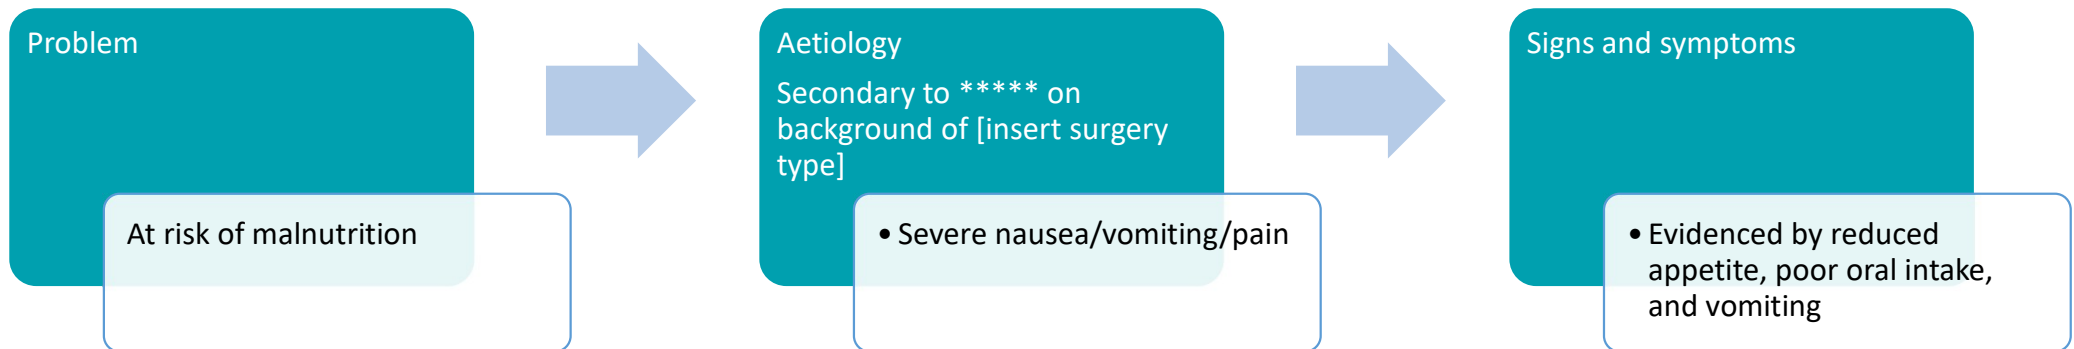 Problem
At risk of malnutrition
Aetiology
Secondary to ***** on
background of [insert surgery
type]
• Severe nausea/vomiting/pain
Signs and symptoms
• Evidenced by reduced
appetite, poor oral intake,
and vomiting